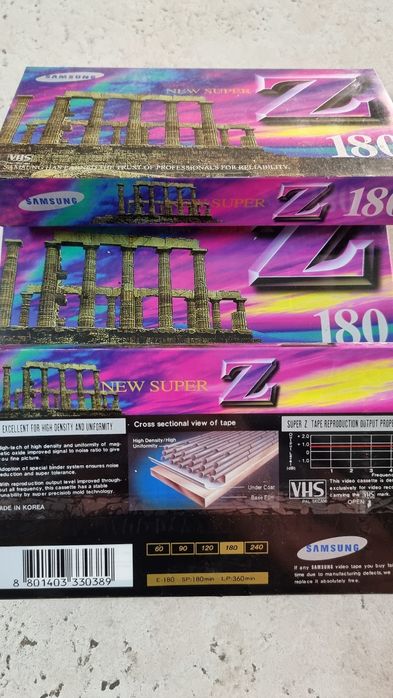 SAMSUNG
NEW SUPER Z
180
VHS
SAMSUNG HAS EARNED THE TRUST OF PROFESSIONALS FOR RELIABILITY.
SAMSUNG
NEW SUPER Z 180
Z
180
NEW SUPER Z
EXCELLENT FOR HIGH DENSITY AND UNIFORMITY
High-tech of high density and uniformity of mag-
netic oxide improved signal to noise ratio to give
you fine picture.
Adoption of special binder system ensures noise
reduction and super tolerance.
With reproduction output level improved through-
out all frequency, this cassette has a stable
runability by super precision mold technology.
MADE IN KOREA
Cross sectional view of tape
High Density/High
Uniformity
Under Coat
Base Film
SUPER Z TAPE REPRODUCTION OUTPUT PROPE
+2.0
+1.0
0
(dB)
1 2 3
Frequenc
VHS
PAL SECAM
This video cassette is de
exclusively for video reco
carrying the VHS mark.
OPEN
60 90 120 180 240
E-180 SP:180min LP:360min
8 801403 330389
SAMSUNG
If any SAMSUNG video tape you buy fai
time due to manufacturing defects, we
replace it absolutely free.